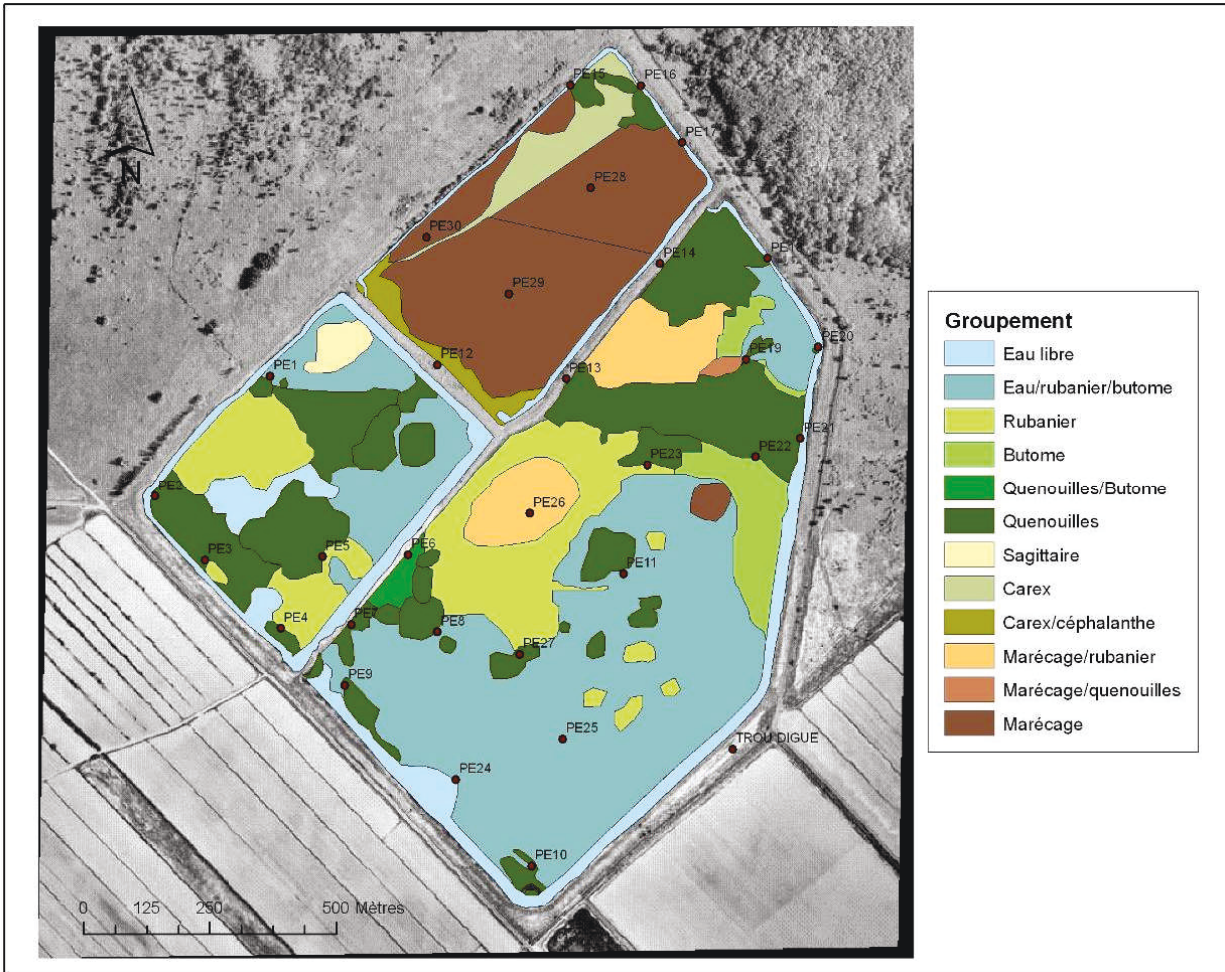 PE15
PE16
PE17
N
PE28
PE30
PE14
PE29
PE20
PE12
PE19
PE1
PE13
PE21
PE22
PE23
PE2
PE26
PE6
PE3
PE5
PE11
PE4
PE7
PE8
PE27
PE9
PE25
TROU DIGUE
PE24
PE10
0 125 250 500 Mètres
Groupement
Eau libre
Eau/rubanier/butome
Rubanier
Butome
Quenouilles/Butome
Quenouilles
Sagittaire
Carex
Carex/céphalanthe
Marécage/rubanier
Marécage/quenouilles
Marécage